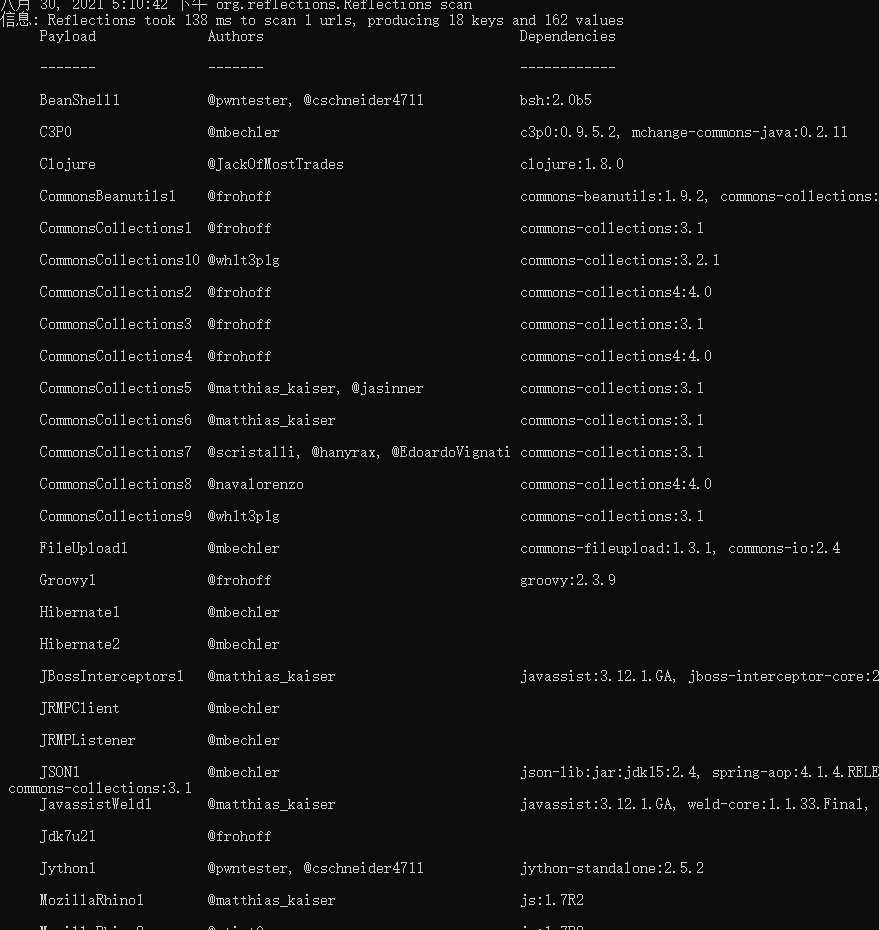 八月 30, 2021 5:10:42 下午 org.reflections.Reflections scan
信息: Reflections took 138 ms to scan 1 urls, producing 18 keys and 162 values
Payload Authors Dependencies
------- ------- ------------
BeanShell1 @pwntester, @cschneider4711 bsh:2.0b5
C3P0 @mbechler c3p0:0.9.5.2, mchange-commons-java:0.2.11
Clojure @JackOfMostTrades clojure:1.8.0
CommonsBeanutils1 @frohoff commons-beanutils:1.9.2, commons-collections:
CommonsCollections1 @frohoff commons-collections:3.1
CommonsCollections10 @wh1t3p1g commons-collections:3.2.1
CommonsCollections2 @frohoff commons-collections4:4.0
CommonsCollections3 @frohoff commons-collections:3.1
CommonsCollections4 @frohoff commons-collections4:4.0
CommonsCollections5 @matthias_kaiser, @jasinner commons-collections:3.1
CommonsCollections6 @matthias_kaiser commons-collections:3.1
CommonsCollections7 @scristalli, @hanyrax, @EdoardoVignati commons-collections:3.1
CommonsCollections8 @navalorenzo commons-collections4:4.0
CommonsCollections9 @wh1t3p1g commons-collections:3.1
FileUpload1 @mbechler commons-fileupload:1.3.1, commons-io:2.4
Groovy1 @frohoff groovy:2.3.9
Hibernate1 @mbechler
Hibernate2 @mbechler
JBossInterceptors1 @matthias_kaiser javassist:3.12.1.GA, jboss-interceptor-core:2
JRMPClient @mbechler
JRMPListener @mbechler
JSON1 @mbechler json-lib:jar:jdk15:2.4, spring-aop:4.1.4.RELE
commons-collections:3.1
JavassistWeld1 @matthias_kaiser javassist:3.12.1.GA, weld-core:1.1.33.Final,
Jdk7u21 @frohoff
Jython1 @pwntester, @cschneider4711 jython-standalone:2.5.2
MozillaRhino1 @matthias_kaiser js:1.7R2